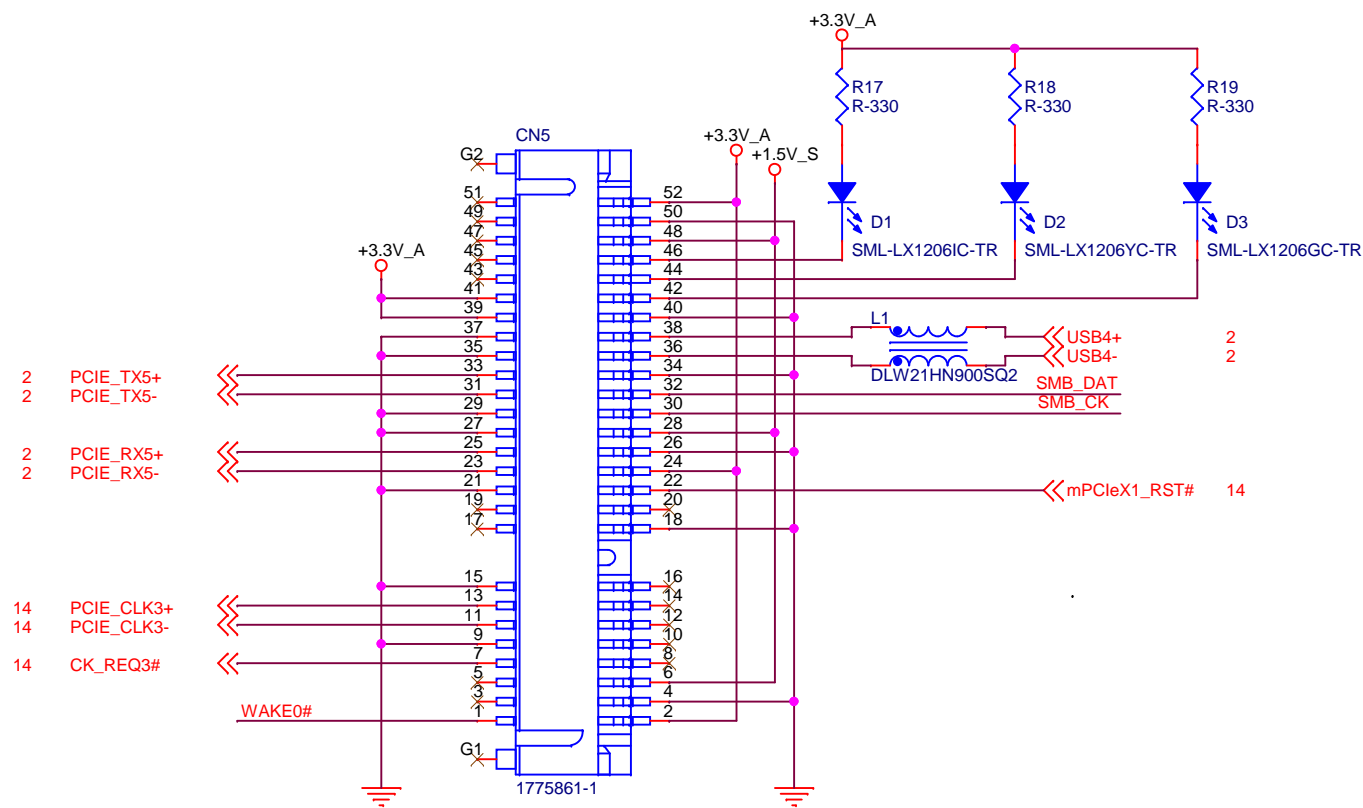 +3.3V_A
R17
R-330
R18
R-330
R19
R-330
D1
SML-LX1206IC-TR
D2
SML-LX1206YC-TR
D3
SML-LX1206GC-TR
+3.3V_A
+1.5V_S
CN5
G2
51
49
47
45
43
41
39
37
35
33
31
29
27
25
23
21
19
17
15
13
11
9
7
5
3
1
G1
52
50
48
46
44
42
40
38
36
34
32
30
28
26
24
22
20
18
16
14
12
10
8
6
4
2
1775861-1
+3.3V_A
2 PCIE_TX5+
2 PCIE_TX5-
2 PCIE_RX5+
2 PCIE_RX5-
14 PCIE_CLK3+
14 PCIE_CLK3-
14 CK_REQ3#
WAKE0#
L1
DLW21HN900SQ2
USB4+ 2
USB4- 2
SMB_DAT
SMB_CK
mPCIeX1_RST# 14